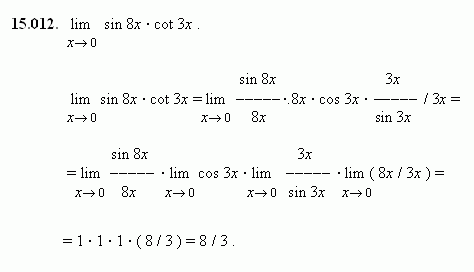 15.012. lim sin 8x · cot 3x .
x→0
sin 8x 3x
lim sin 8x · cot 3x = lim ––––– ·.8x · cos 3x · ––––– / 3x =
x→0 x→0 8x sin 3x
sin 8x 3x
= lim ––––– · lim cos 3x · lim ––––– · lim ( 8x / 3x ) =
x→0 8x x→0 x→0 sin 3x x→0
= 1 · 1 · 1 · ( 8 / 3 ) = 8 / 3 .